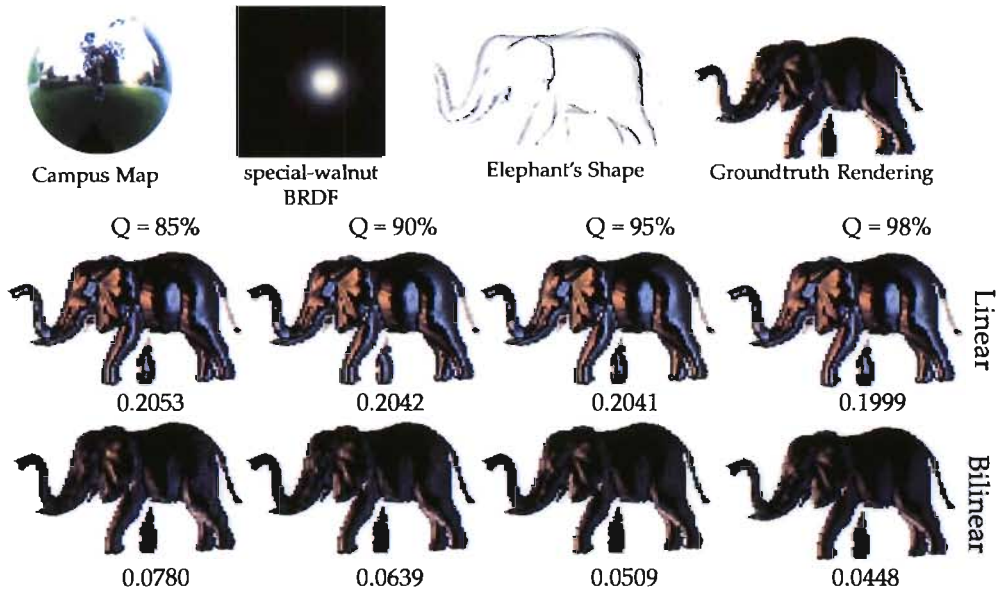 Campus Map
special-walnut
BRDF
Elephant's Shape
Groundtruth Rendering
Q = 85%
Q = 90%
Q = 95%
Q = 98%
Linear
0.2053
0.2042
0.2041
0.1999
Bilinear
0.0780
0.0639
0.0509
0.0448